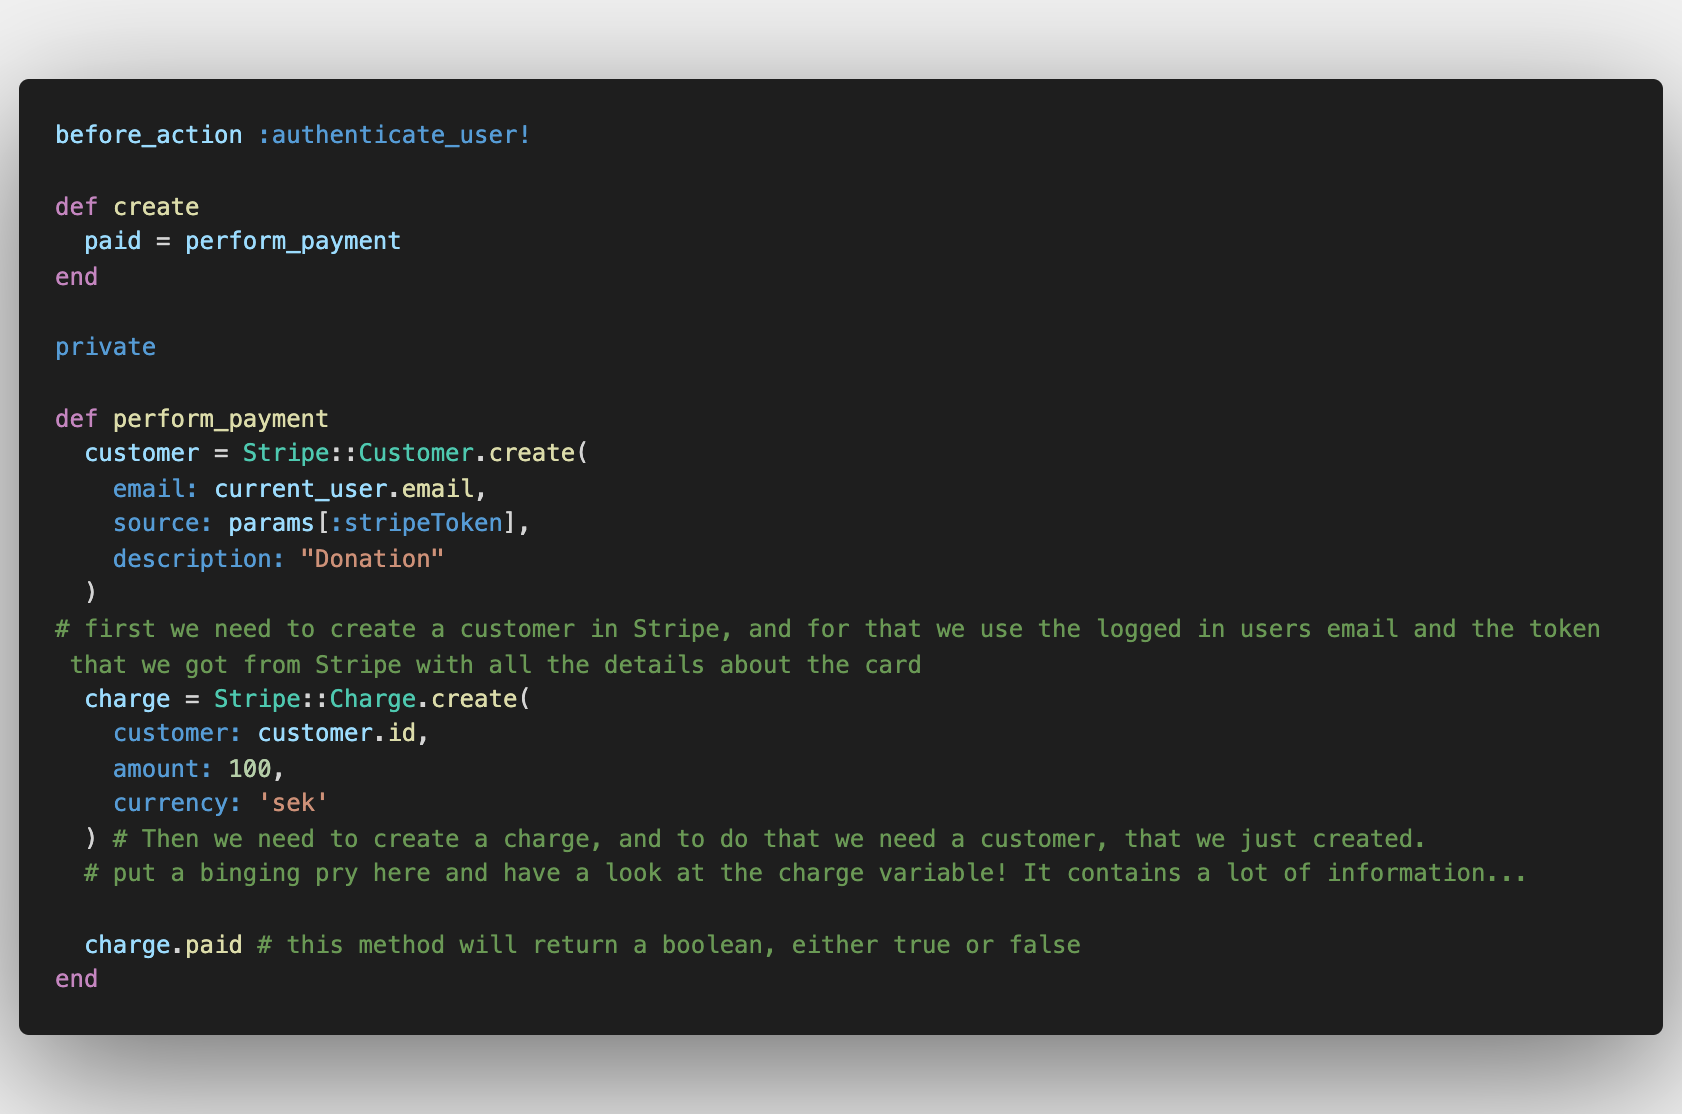 before_action :authenticate_user!
def create
  paid = perform_payment
end
private
def perform_payment
  customer = Stripe::Customer.create(
    email: current_user.email,
    source: params[:stripeToken],
    description: "Donation"
  )
# first we need to create a customer in Stripe, and for that we use the logged in users email and the token
 that we got from Stripe with all the details about the card
  charge = Stripe::Charge.create(
    customer: customer.id,
    amount: 100,
    currency: 'sek'
  ) # Then we need to create a charge, and to do that we need a customer, that we just created.
  # put a binging pry here and have a look at the charge variable! It contains a lot of information...
  charge.paid # this method will return a boolean, either true or false
end